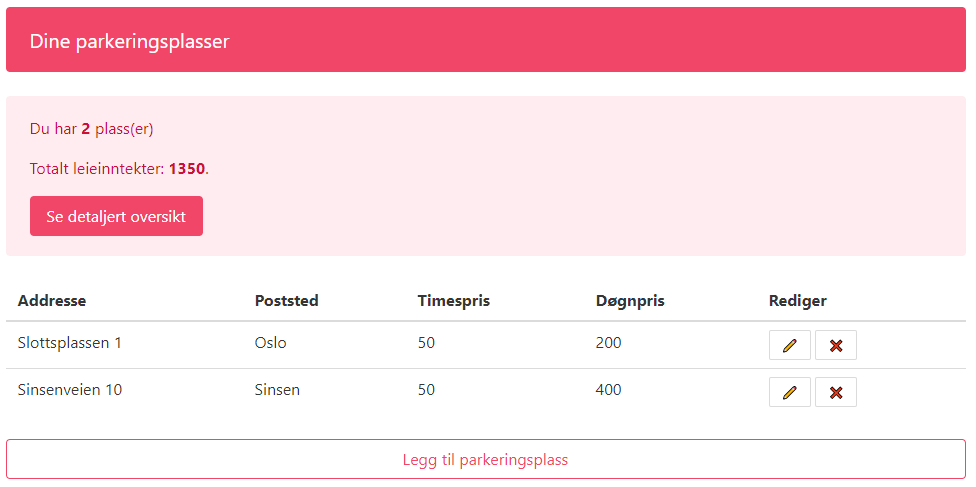 Dine parkeringsplasser
Du har 2 plass(er)
Totalt leieinntekter: 1350.
Se detaljert oversikt
Addresse Poststed Timespris Døgnpris Rediger
Slottsplassen 1 Oslo 50 200
Sinsenveien 10 Sinsen 50 400
Legg til parkeringsplass